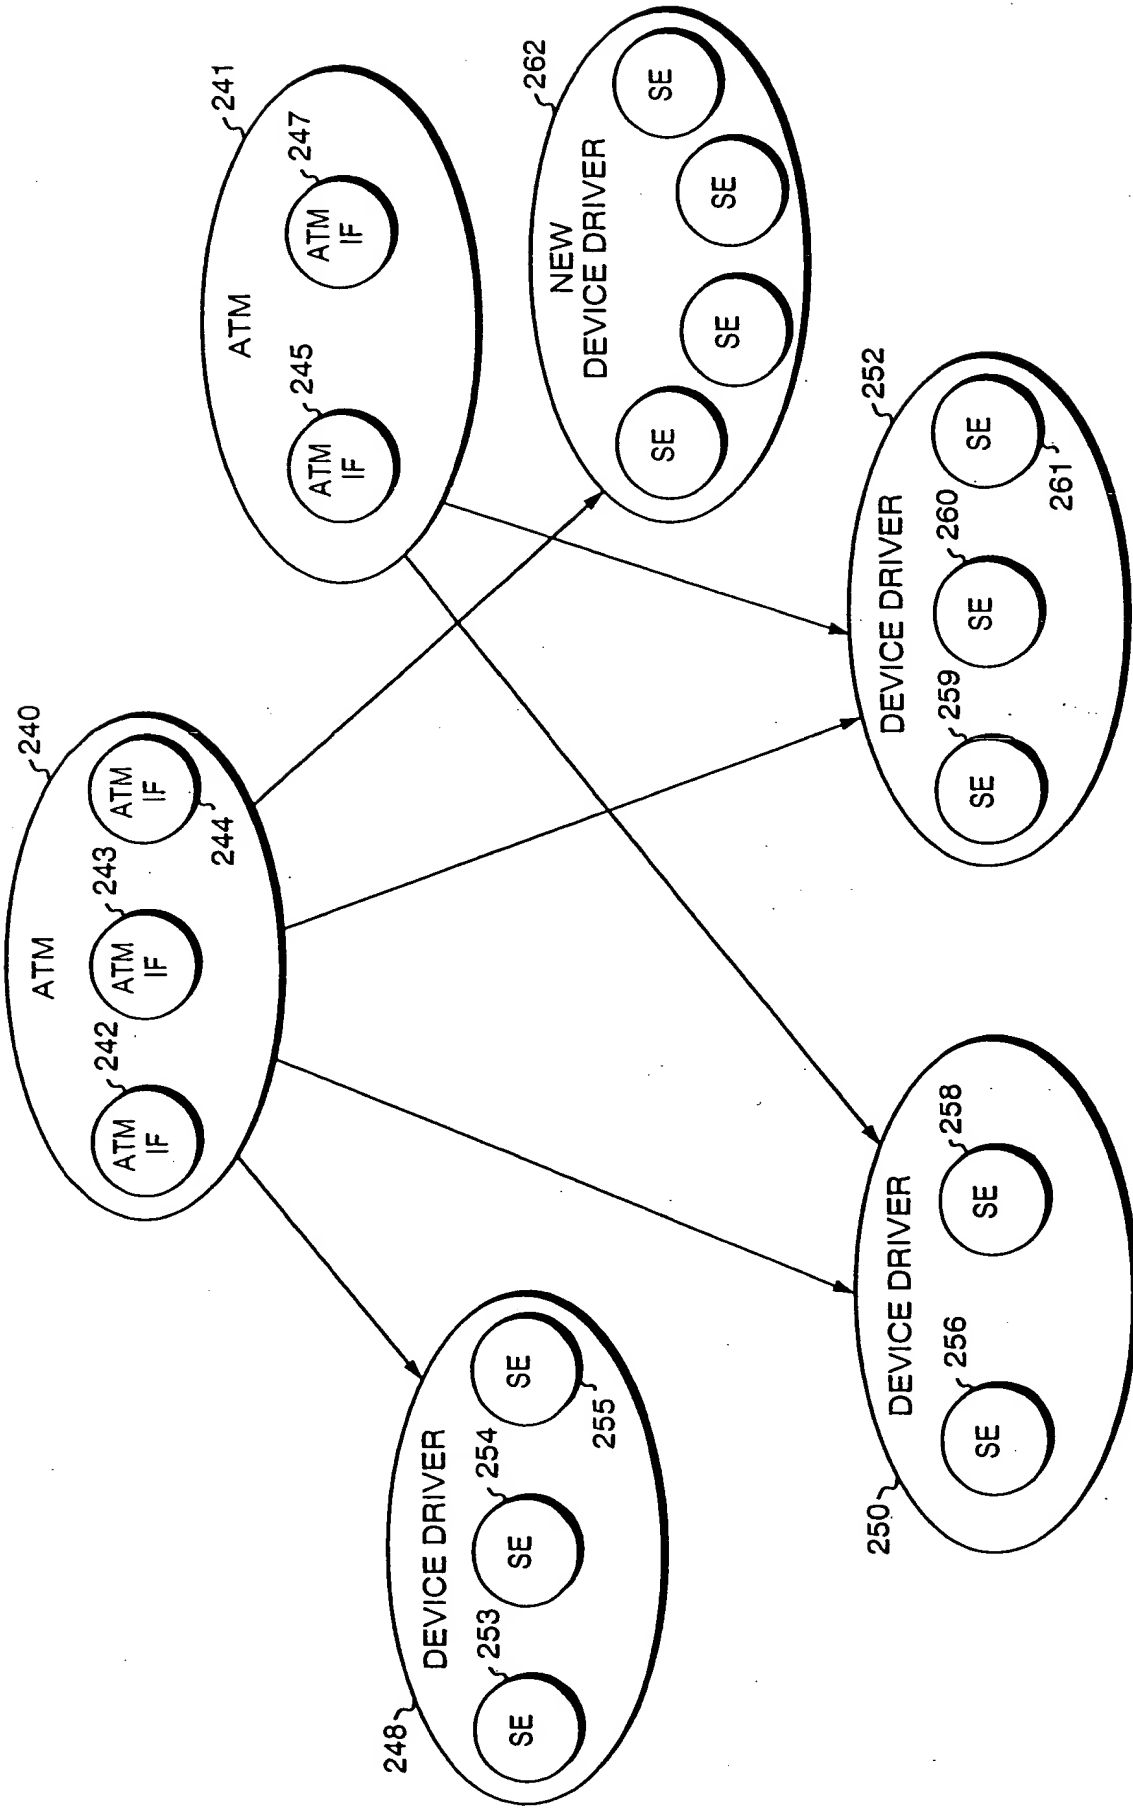 240
ATM
242
243
ATM
IF
ATM
IF
ATM
IF
244
241
ATM
245
247
ATM
IF
ATM
IF
248
DEVICE DRIVER
253
254
SE
SE
SE
255
262
NEW
DEVICE DRIVER
SE
SE
SE
SE
250
DEVICE DRIVER
256
258
SE
SE
252
DEVICE DRIVER
259
260
SE
SE
SE
261